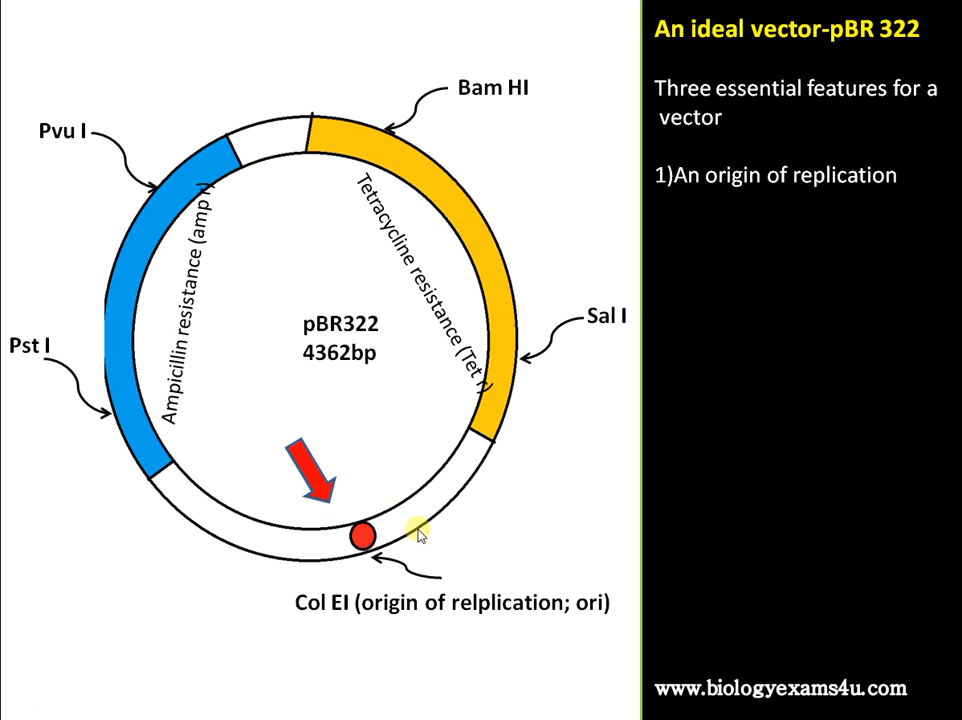 An ideal vector-pBR 322
Three essential features for a
vector
1)An origin of replication
Bam HI
Pvu I
Ampicillin resistance (amp r)
Tetracycline resistance (Tet r)
pBR322
4362bp
Sal I
Pst I
Col EI (origin of relplication; ori)
www.biologyexams4u.com